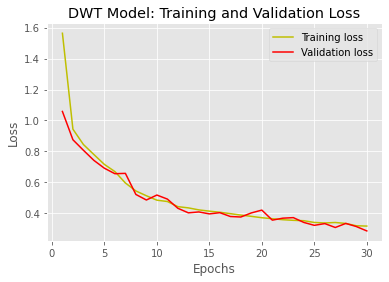 DWT Model: Training and Validation Loss
1.6
1.4
1.2
1.0
0.8
0.6
0.4
Loss
Training loss
Validation loss
0 5 10 15 20 25 30
Epochs